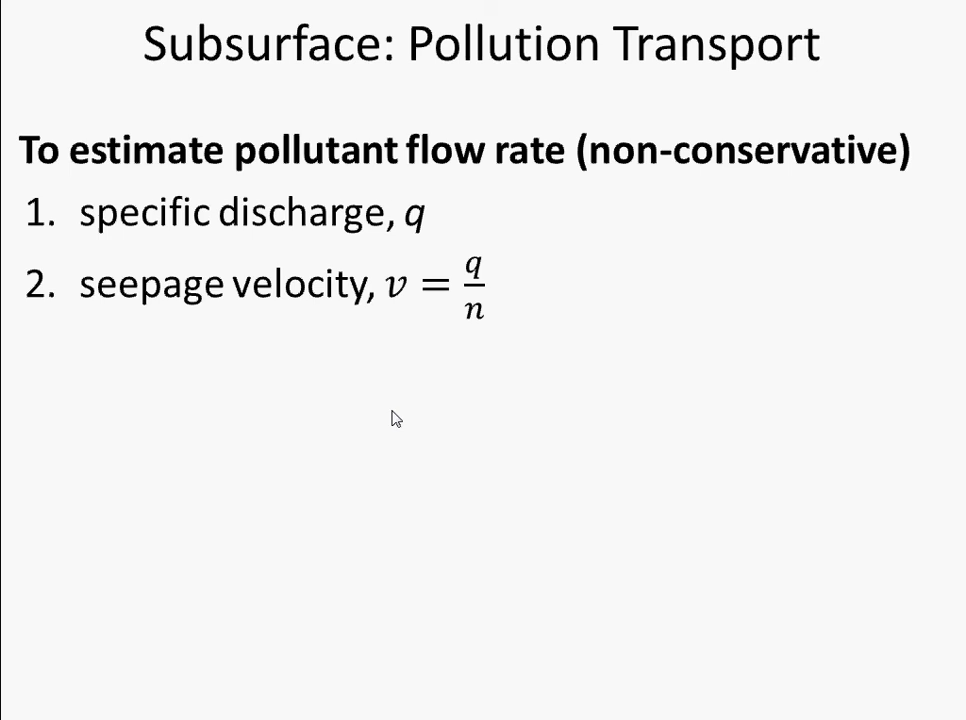 Subsurface: Pollution Transport
To estimate pollutant flow rate (non-conservative)
1. specific discharge, q
2. seepage velocity, v = q/n